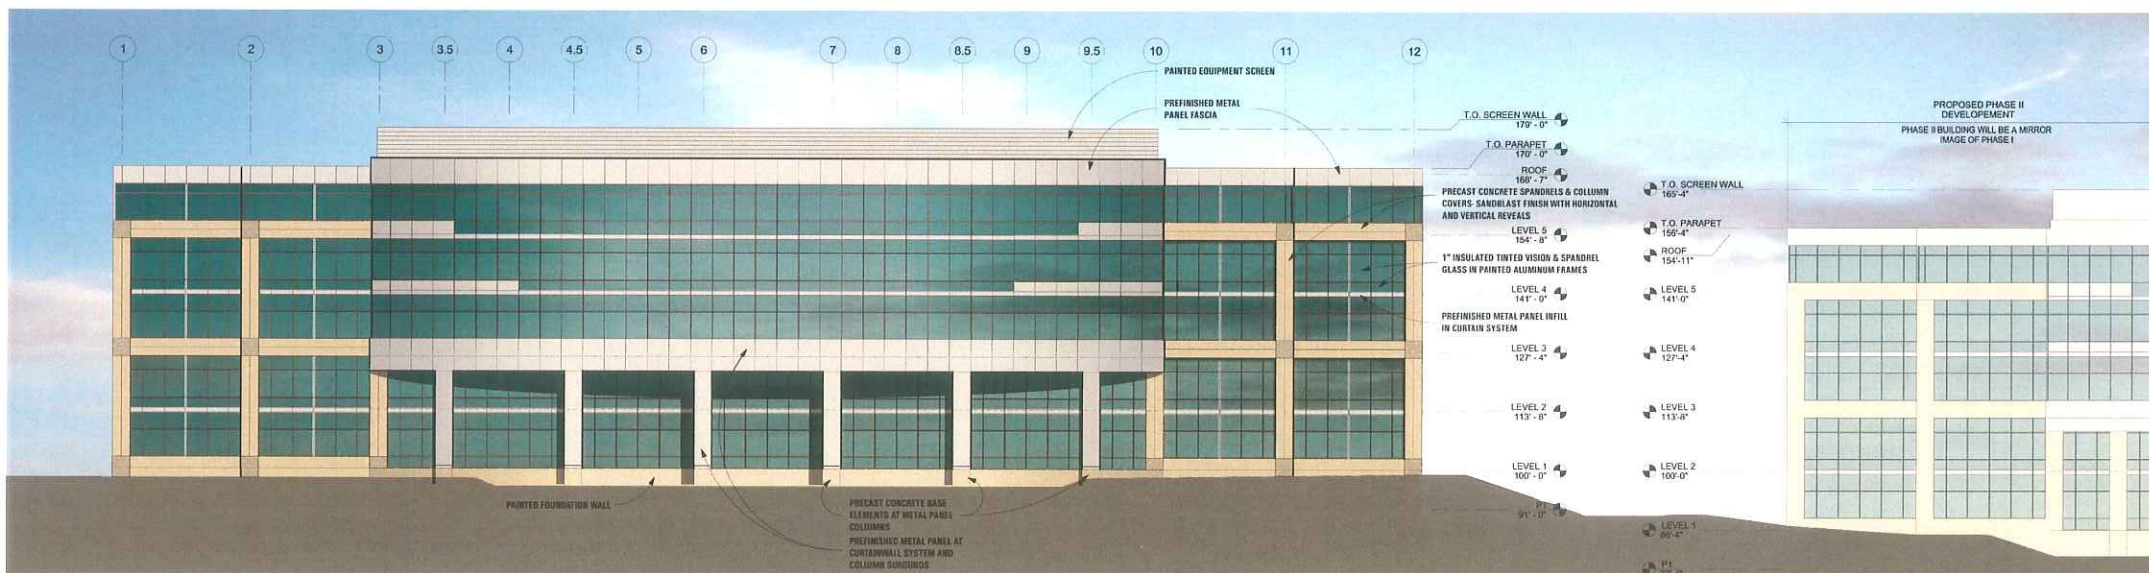 1 2 3 3.5 4 4.5 5 6 7 8 8.5 9 9.5 10 11 12
PAINTED EQUIPMENT SCREEN
PREFINISHED METAL
PANEL FASCIA
T.O. SCREEN WALL
179' - 0"
T.O. PARAPET
170' - 0"
ROOF
168' - 7"
PRECAST CONCRETE SPANDRELS & COLLUMN
COVERS- SANDBLAST FINISH WITH HORIZONTAL
AND VERTICAL REVEALS
LEVEL 5
154' - 8"
1" INSULATED TINTED VISION & SPANDREL
GLASS IN PAINTED ALUMINUM FRAMES
LEVEL 4
141' - 0"
PREFINISHED METAL PANEL INFILL
IN CURTAIN SYSTEM
LEVEL 3
127' - 4"
LEVEL 2
113' - 8"
LEVEL 1
100' - 0"
P1
91' - 0"
PROPOSED PHASE II
DEVELOPEMENT
PHASE II BUILDING WILL BE A MIRROR
IMAGE OF PHASE I
T.O. SCREEN WALL
165'-4"
T.O. PARAPET
156'-4"
ROOF
154'-11"
LEVEL 5
141'-0"
LEVEL 4
127'-4"
LEVEL 3
113'-8"
LEVEL 2
100'-0"
LEVEL 1
P1
PAINTED FOUNDATION WALL
PRECAST CONCRETE BASE
ELEMENTS AT METAL PANEL
COLUMNS
PREFINISHED METAL PANEL AT
CURTAINWALL SYSTEM AND
COLUMN SUROUNDS